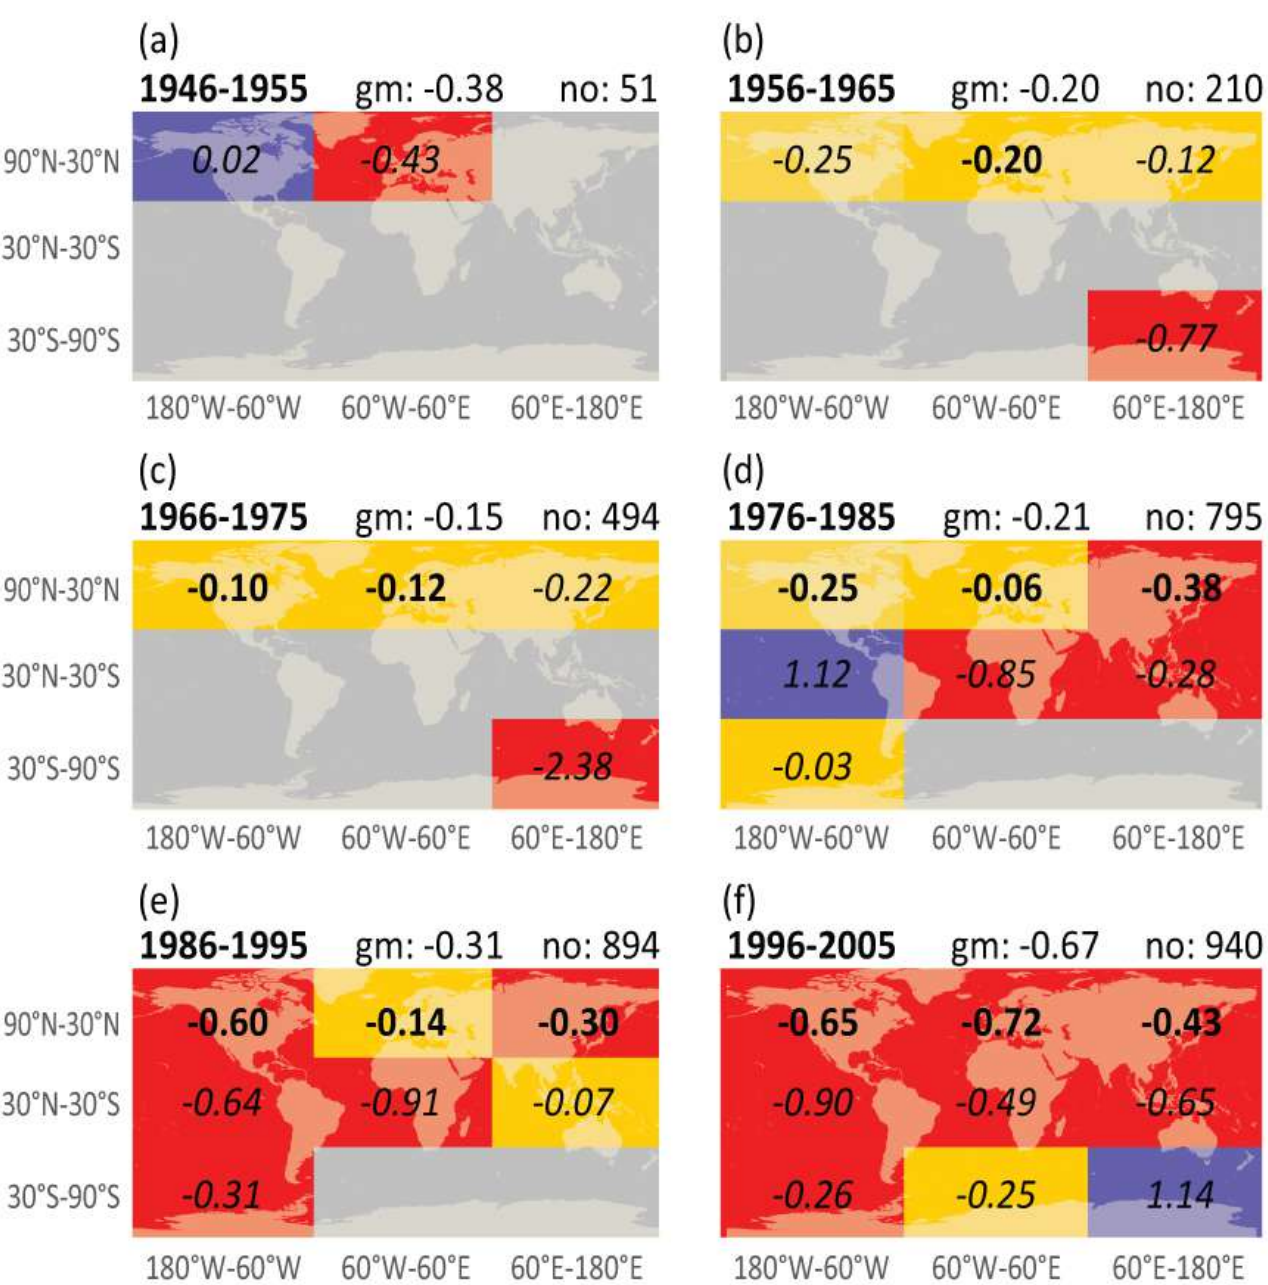 (a) (b)
1946-1955 gm: -0.38 no: 51 1956-1965 gm: -0.20 no: 210
90°N-30°N 0.02 -0.43 -0.25 -0.20 -0.12
30°N-30°S
30°S-90°S -0.77
180°W-60°W 60°W-60°E 60°E-180°E 180°W-60°W 60°W-60°E 60°E-180°E
(c) (d)
1966-1975 gm: -0.15 no: 494 1976-1985 gm: -0.21 no: 795
90°N-30°N -0.10 -0.12 -0.22 -0.25 -0.06 -0.38
30°N-30°S 1.12 -0.85 -0.28
30°S-90°S -2.38 -0.03
180°W-60°W 60°W-60°E 60°E-180°E 180°W-60°W 60°W-60°E 60°E-180°E
(e) (f)
1986-1995 gm: -0.31 no: 894 1996-2005 gm: -0.67 no: 940
90°N-30°N -0.60 -0.14 -0.30 -0.65 -0.72 -0.43
30°N-30°S -0.64 -0.91 -0.07 -0.90 -0.49 -0.65
30°S-90°S -0.31 -0.26 -0.25 1.14
180°W-60°W 60°W-60°E 60°E-180°E 180°W-60°W 60°W-60°E 60°E-180°E